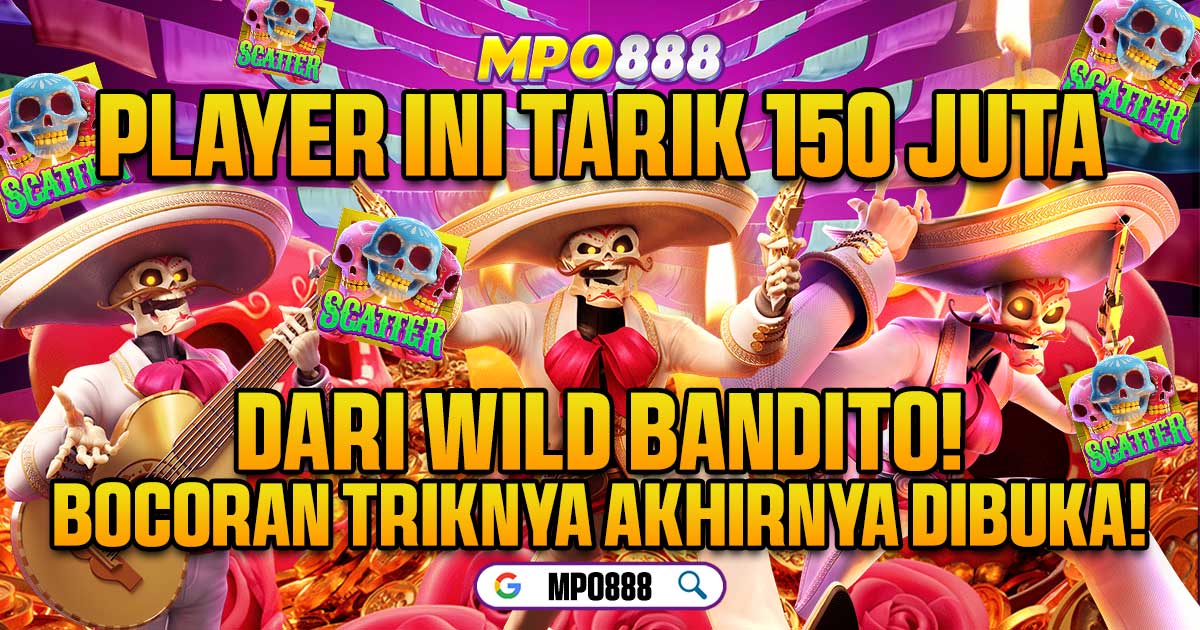 SCATTER
MPO888
SCATTER
PLAYER INI TARIK 150 JUTA
SCATTER
SCATTER
DARI WILD BANDITO!
SCATTER
BOCORAN TRIKNYA AKHIRNYA DIBUKA!
G MPO888